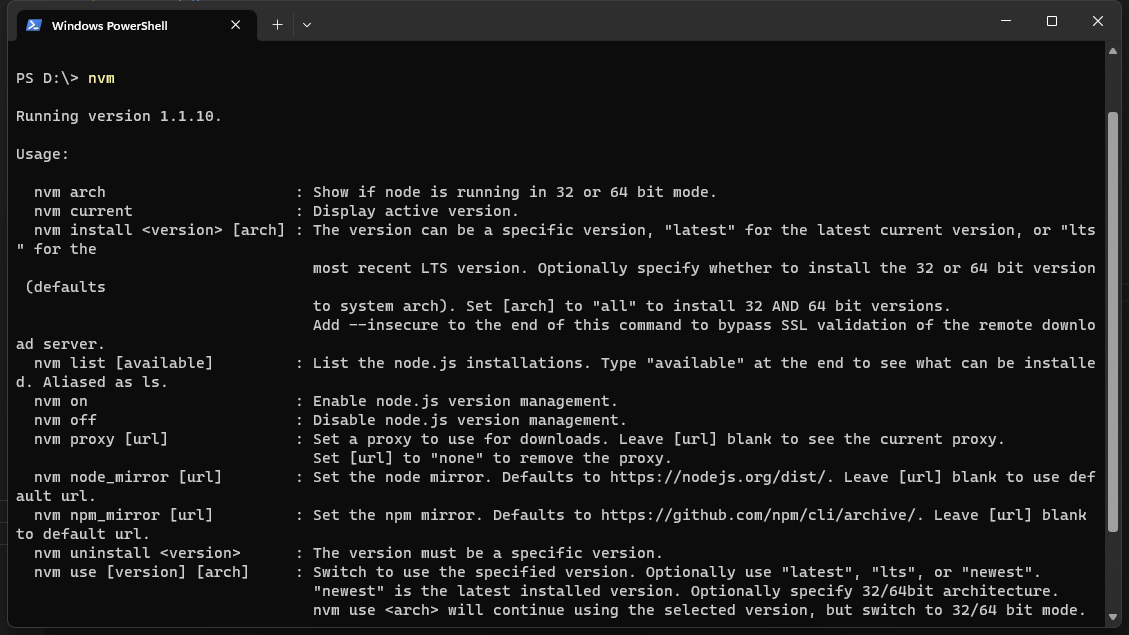 Windows PowerShell
PS D:\> nvm
Running version 1.1.10.
Usage:
  nvm arch                     : Show if node is running in 32 or 64 bit mode.
  nvm current                  : Display active version.
  nvm install <version> [arch] : The version can be a specific version, "latest" for the latest current version, or "lts
" for the
                                 most recent LTS version. Optionally specify whether to install the 32 or 64 bit version
 (defaults
                                 to system arch). Set [arch] to "all" to install 32 AND 64 bit versions.
                                 Add --insecure to the end of this command to bypass SSL validation of the remote downlo
ad server.
  nvm list [available]         : List the node.js installations. Type "available" at the end to see what can be installe
d. Aliased as ls.
  nvm on                       : Enable node.js version management.
  nvm off                      : Disable node.js version management.
  nvm proxy [url]              : Set a proxy to use for downloads. Leave [url] blank to see the current proxy.
                                 Set [url] to "none" to remove the proxy.
  nvm node_mirror [url]        : Set the node mirror. Defaults to https://nodejs.org/dist/. Leave [url] blank to use def
ault url.
  nvm npm_mirror [url]         : Set the npm mirror. Defaults to https://github.com/npm/cli/archive/. Leave [url] blank
to default url.
  nvm uninstall <version>      : The version must be a specific version.
  nvm use [version] [arch]     : Switch to use the specified version. Optionally use "latest", "lts", or "newest".
                                 "newest" is the latest installed version. Optionally specify 32/64bit architecture.
                                 nvm use <arch> will continue using the selected version, but switch to 32/64 bit mode.